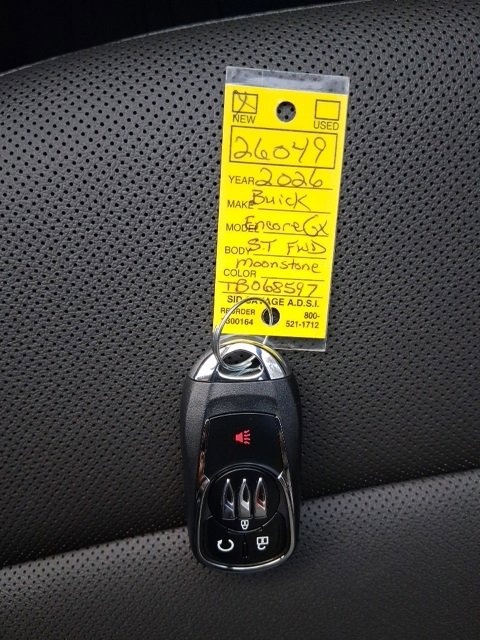 NEW USED
26049
YEAR 2026
MAKE Buick
MODEL Encore GX
BODY ST FWD
COLOR Moonstone
TB068597
SID SAVAGE A.D.S.I.
REORDER 800-
521-1712